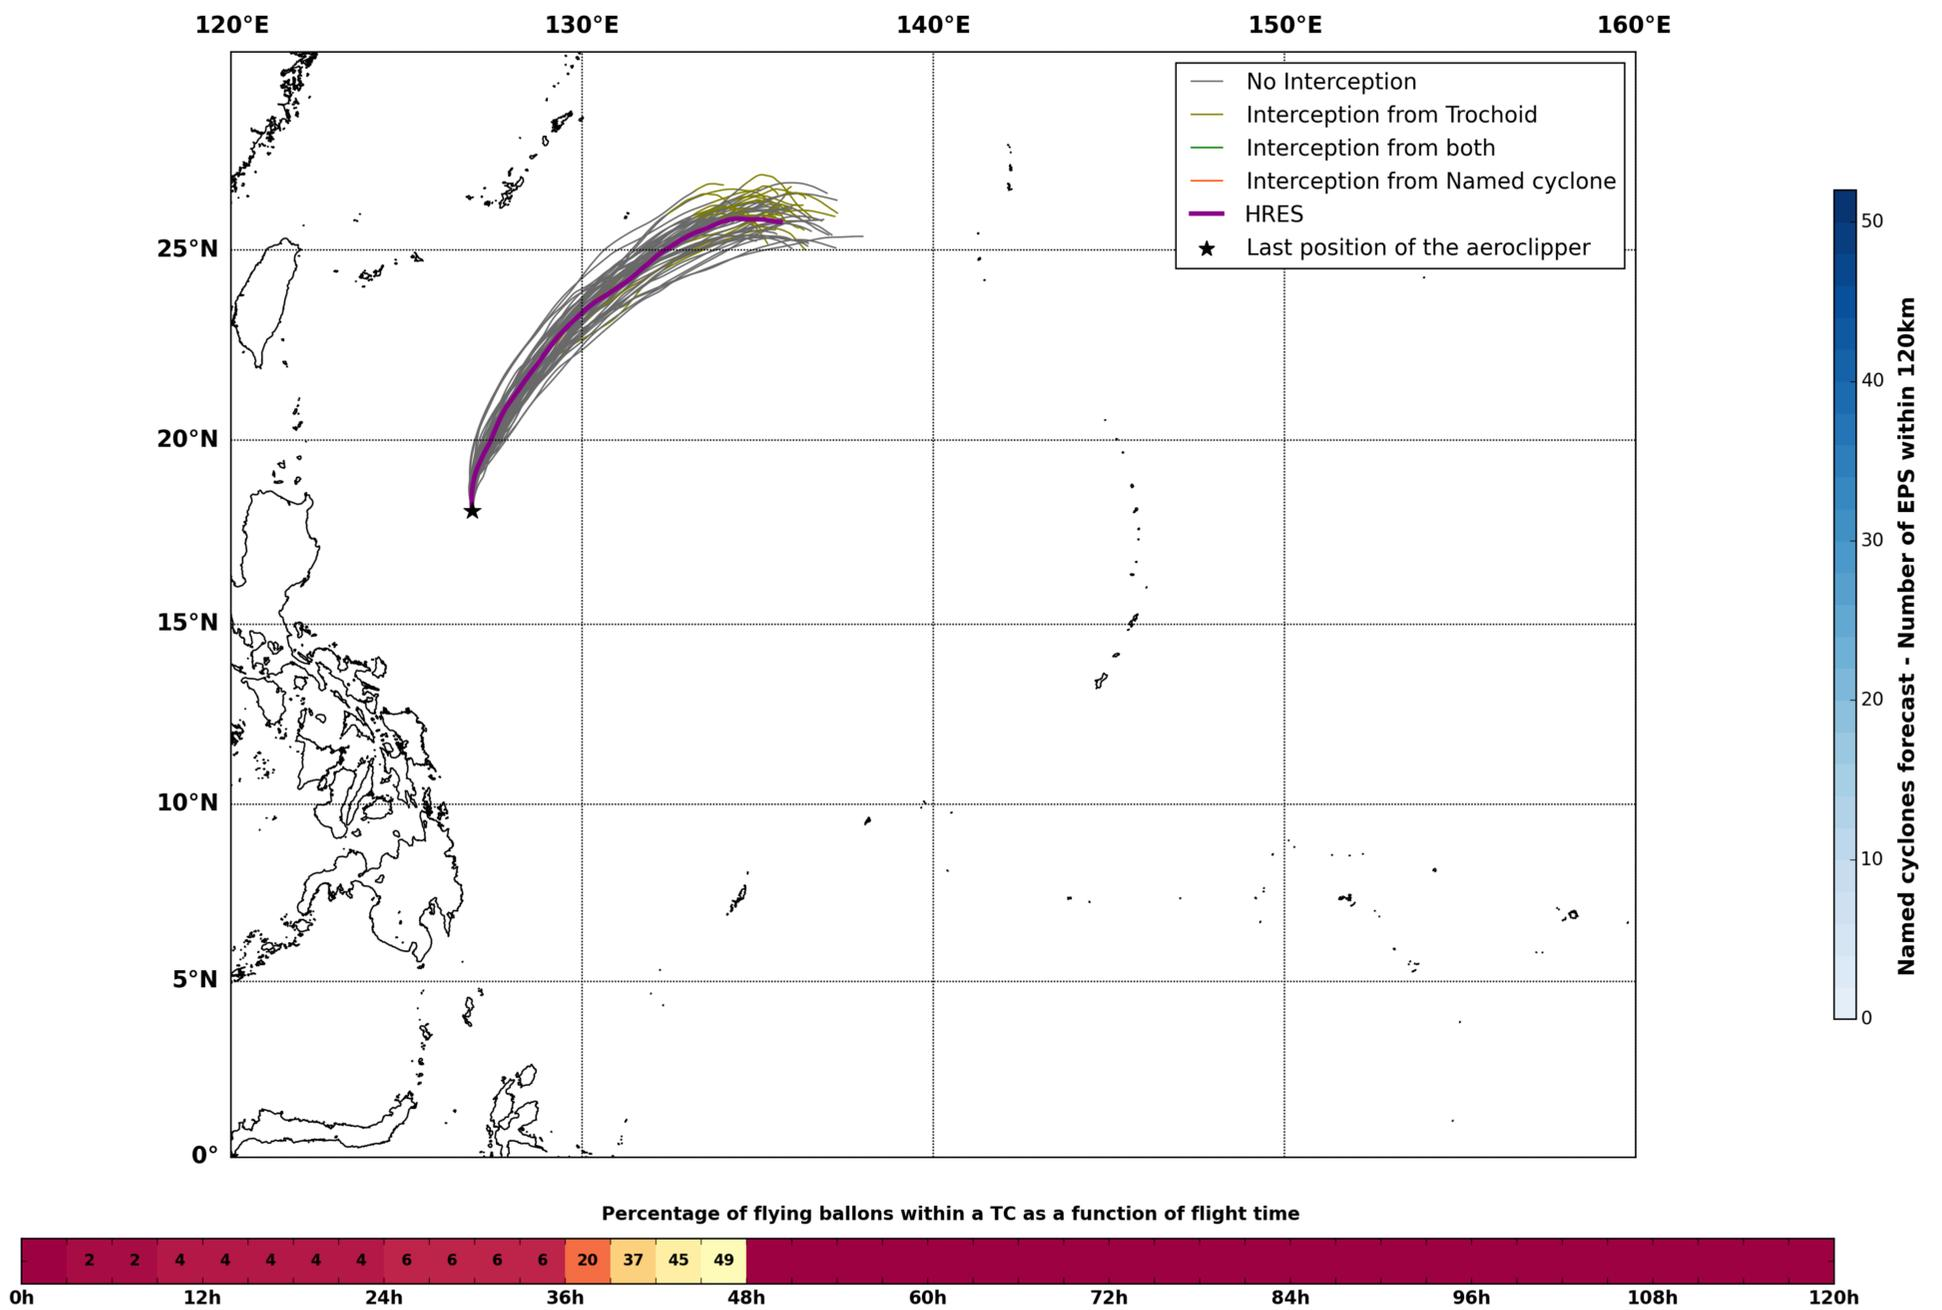 120°E 130°E 140°E 150°E 160°E
No Interception
Interception from Trochoid
Interception from both
Interception from Named cyclone
HRES
Last position of the aeroclipper
25°N
20°N
15°N
10°N
5°N
0°
50
40
30
20
10
0
Named cyclones forecast - Number of EPS within 120km
Percentage of flying ballons within a TC as a function of flight time
2 2 4 4 4 4 4 6 6 6 6 20 37 45 49
0h 12h 24h 36h 48h 60h 72h 84h 96h 108h 120h